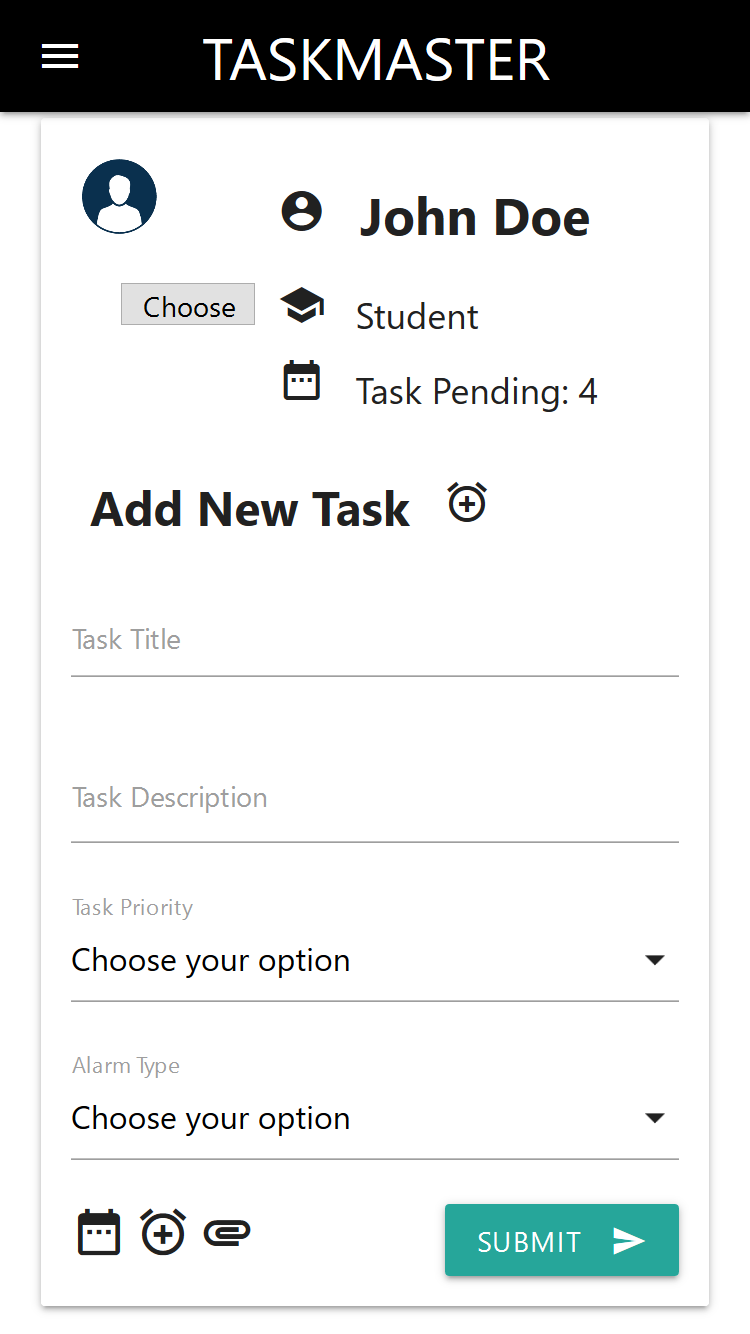 TASKMASTER
John Doe
Choose
Student
Task Pending: 4
Add New Task
Task Title
Task Description
Task Priority
Choose your option
Alarm Type
Choose your option
SUBMIT